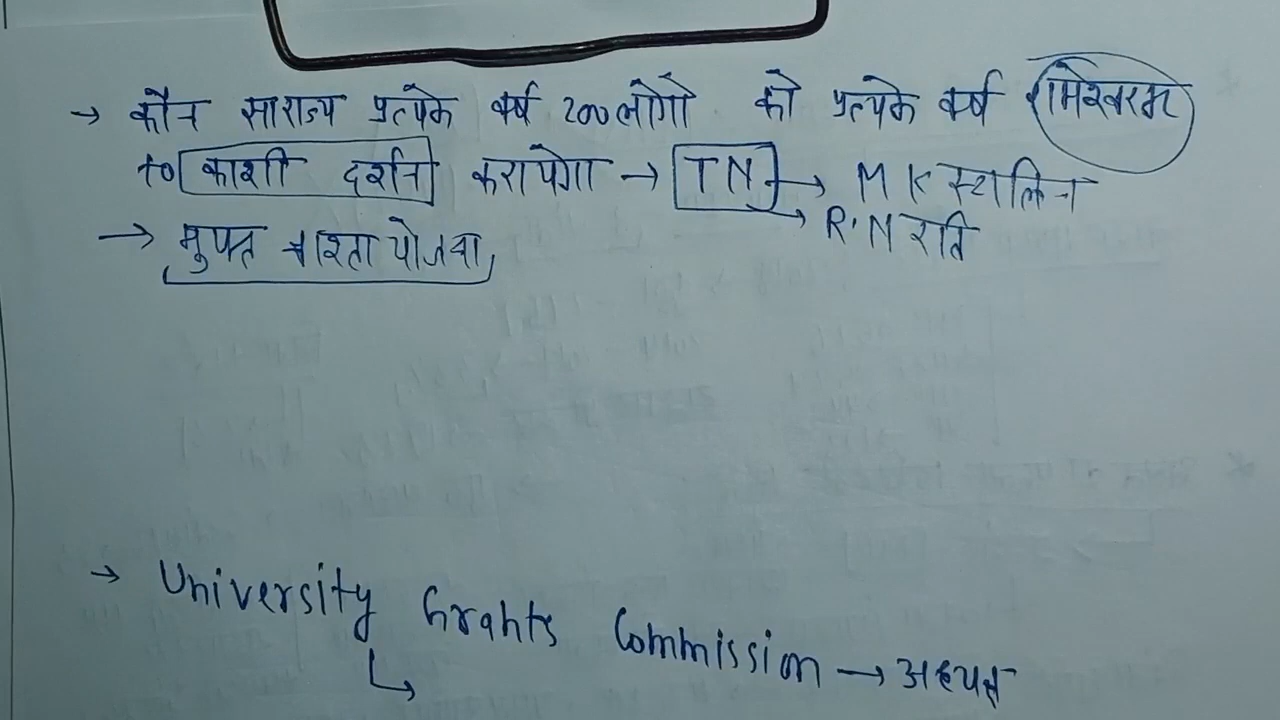 → कौन सा राज्य प्रत्येक वर्ष 200 लोगो को प्रत्येक वर्ष रामेश्वरम
to काशी दर्शन करायेगा → TN → M K स्टालिन
→ R.N रवि
→ मुफ्त नाश्ता योजना
→ University Grants Commission → अध्यक्ष